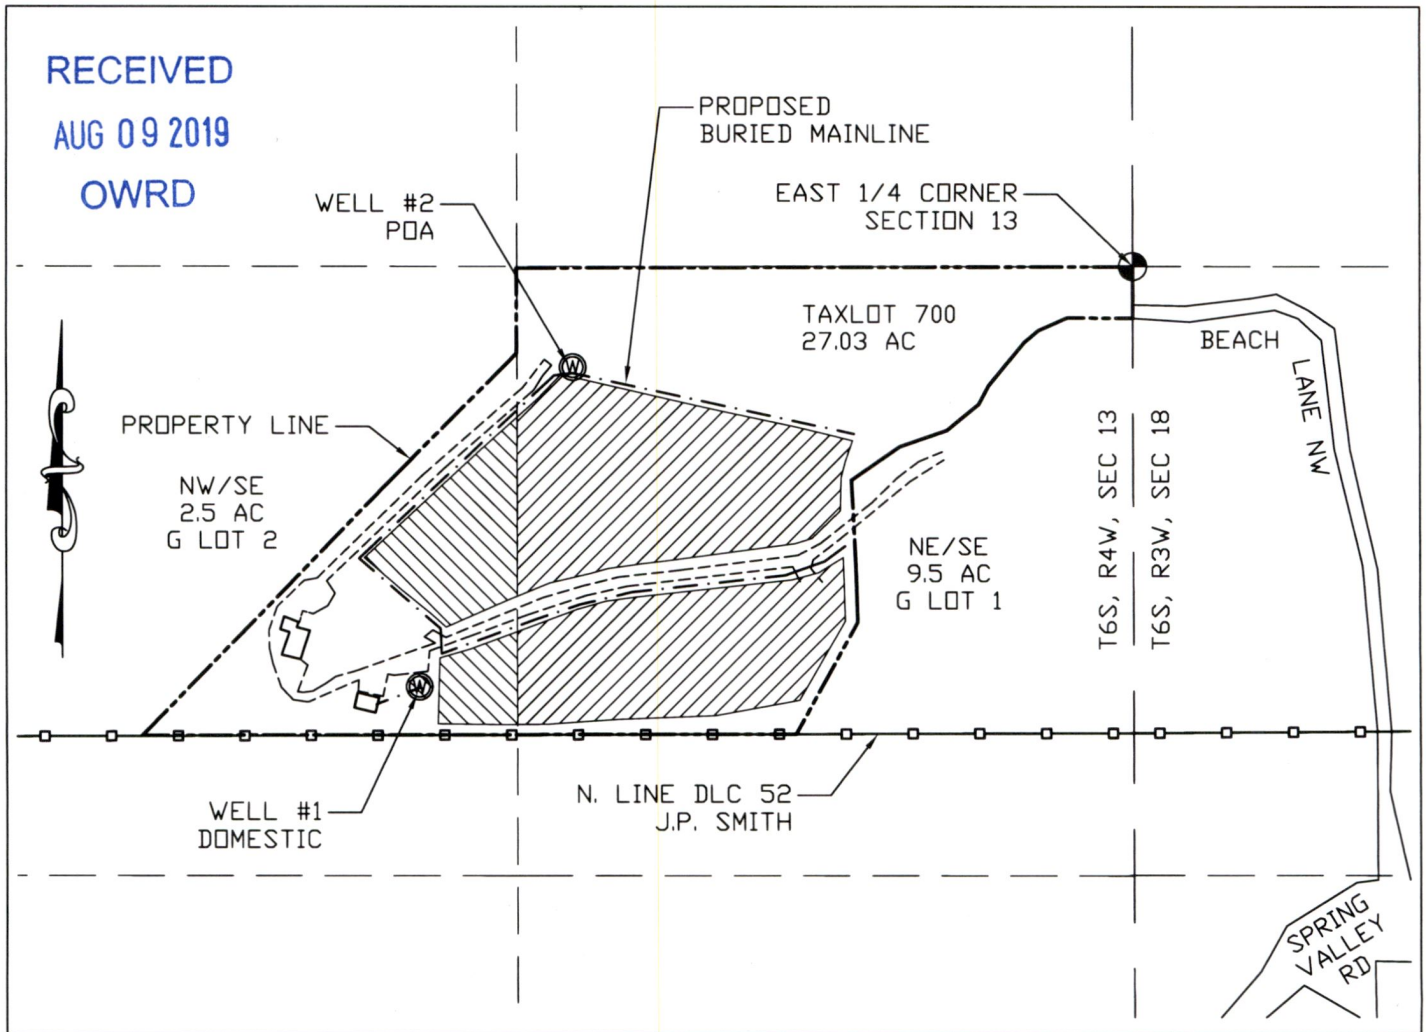 RECEIVED
AUG 09 2019
OWRD
PROPOSED
BURIED MAINLINE
EAST 1/4 CORNER
SECTION 13
WELL #2
POA
TAXLOT 700
27.03 AC
BEACH
LANE NW
PROPERTY LINE
NW/SE
2.5 AC
G LOT 2
NE/SE
9.5 AC
G LOT 1
T6S, R4W, SEC 13
T6S, R3W, SEC 18
W
W
N. LINE DLC 52
J.P. SMITH
WELL #1
DOMESTIC
SPRING
VALLEY
RD